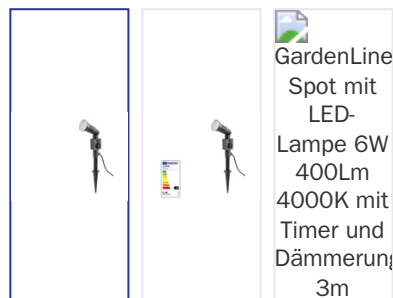 GardenLine
Spot mit
LED-
Lampe 6W
400Lm
4000K mit
Timer und
Dämmerung
3m